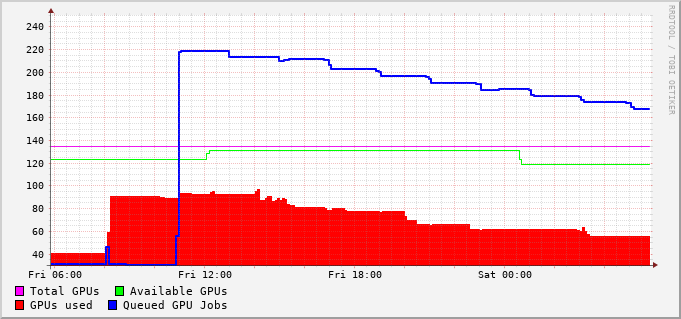 RRDTOOL / TOBI OETIKER
240
220
200
180
160
140
120
100
80
60
40
Fri 06:00 Fri 12:00 Fri 18:00 Sat 00:00
Total GPUs Available GPUs
GPUs used Queued GPU Jobs